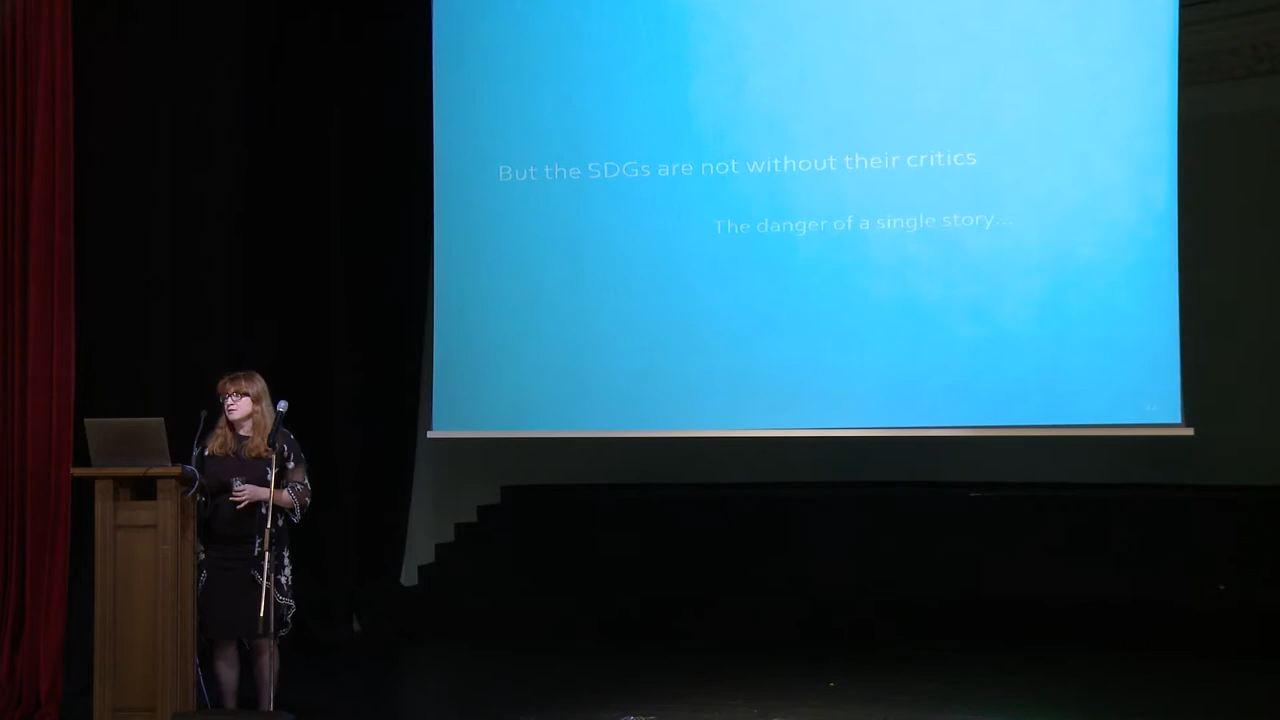 But the SDGs are not without their critics
The danger of a single story...